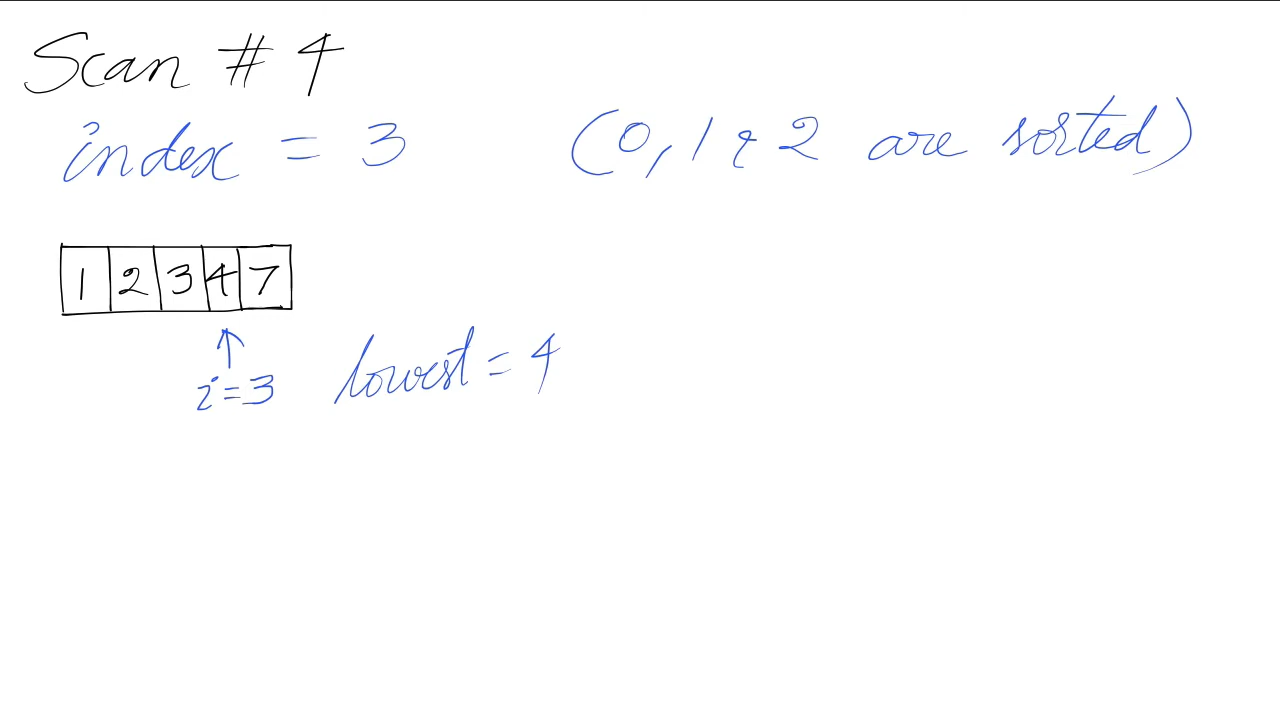 Scan # 4
index = 3 (0, 1 & 2 are sorted)
1 2 3 4 7
i=3 lowest = 4